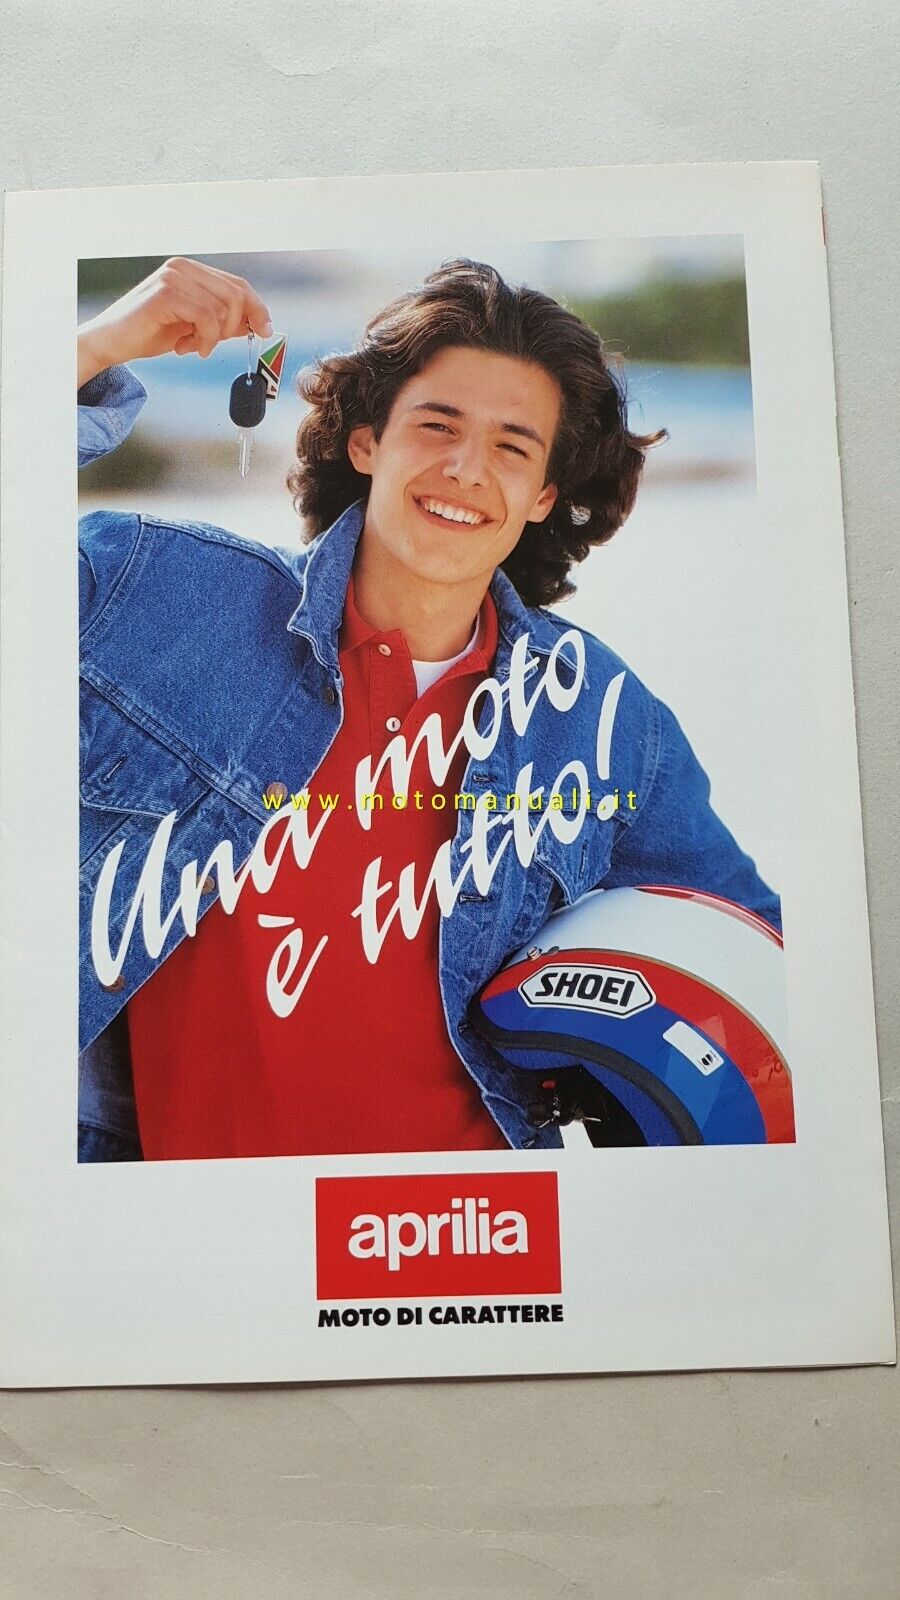 Una moto
www.motomanuali.it
è tutto!
SHOEI
aprilia
MOTO DI CARATTERE